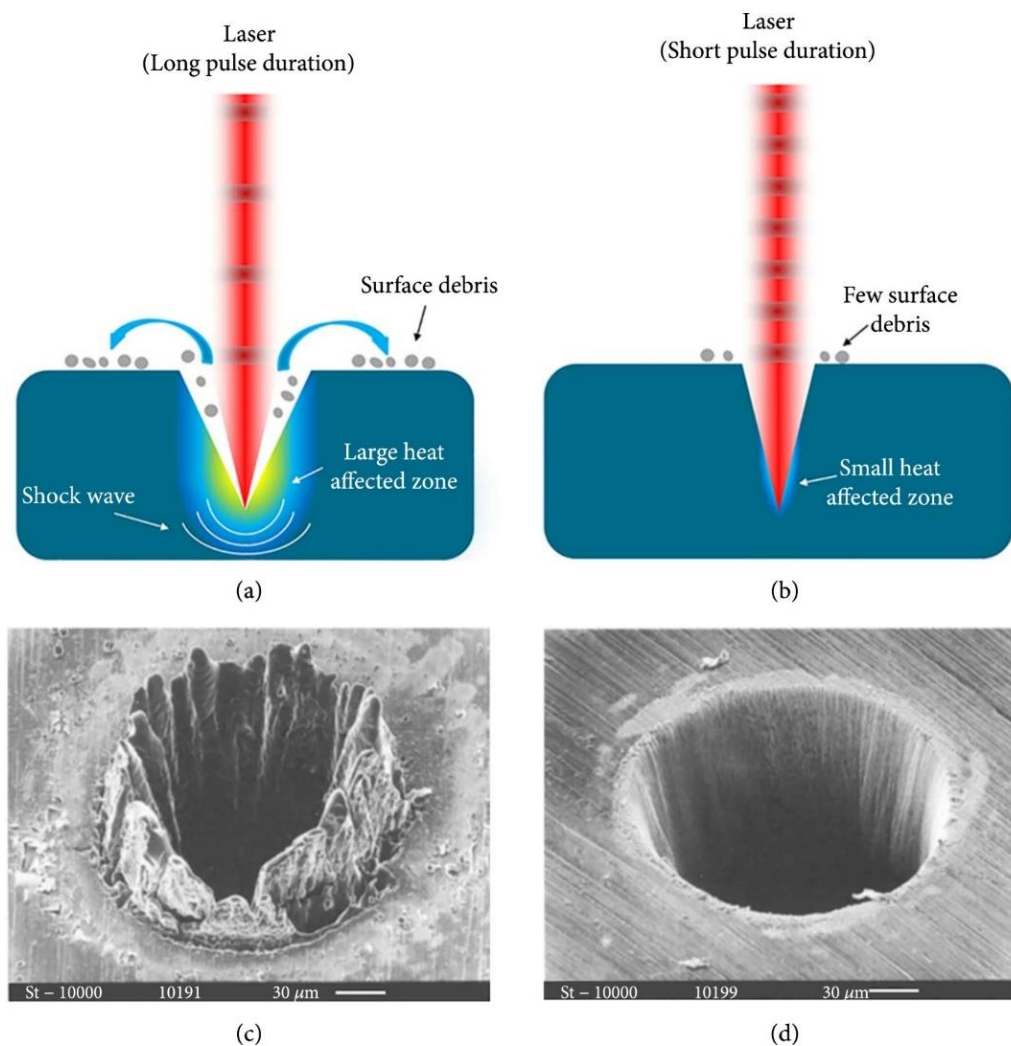 Laser
(Long pulse duration)
Surface debris
Large heat
affected zone
Shock wave
(a)
Laser
(Short pulse duration)
Few surface
debris
Small heat
affected zone
(b)
St – 10000 10191 30 μm
(c)
St – 10000 10199 30 μm
(d)